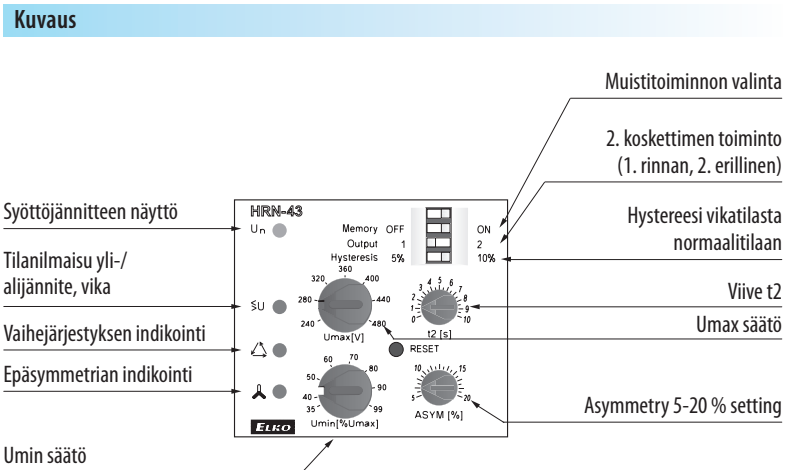 Kuvaus
Muistitoiminnon valinta
2. koskettimen toiminto
(1. rinnan, 2. erillinen)
Hystereesi vikatilasta
normaalitilaan
Viive t2
Umax säätö
Asymmetry 5-20 % setting
Syöttöjännitteen näyttö
Tilanilmaisu yli-/
alijännite, vika
Vaihejärjestyksen indikointi
Epäsymmetrian indikointi
Umin säätö
HRN-43
Un
Memory OFF ON
Output 1 2
Hysteresis 5% 10%
240 280 320 360 400 440 480
Umax[V]
0 1 2 3 4 5 6 7 8 9 10
t2 [s]
≶U
RESET
35 40 50 60 70 80 90 99
Umin[%Umax]
5 10 15 20
ASYM [%]
ELKO